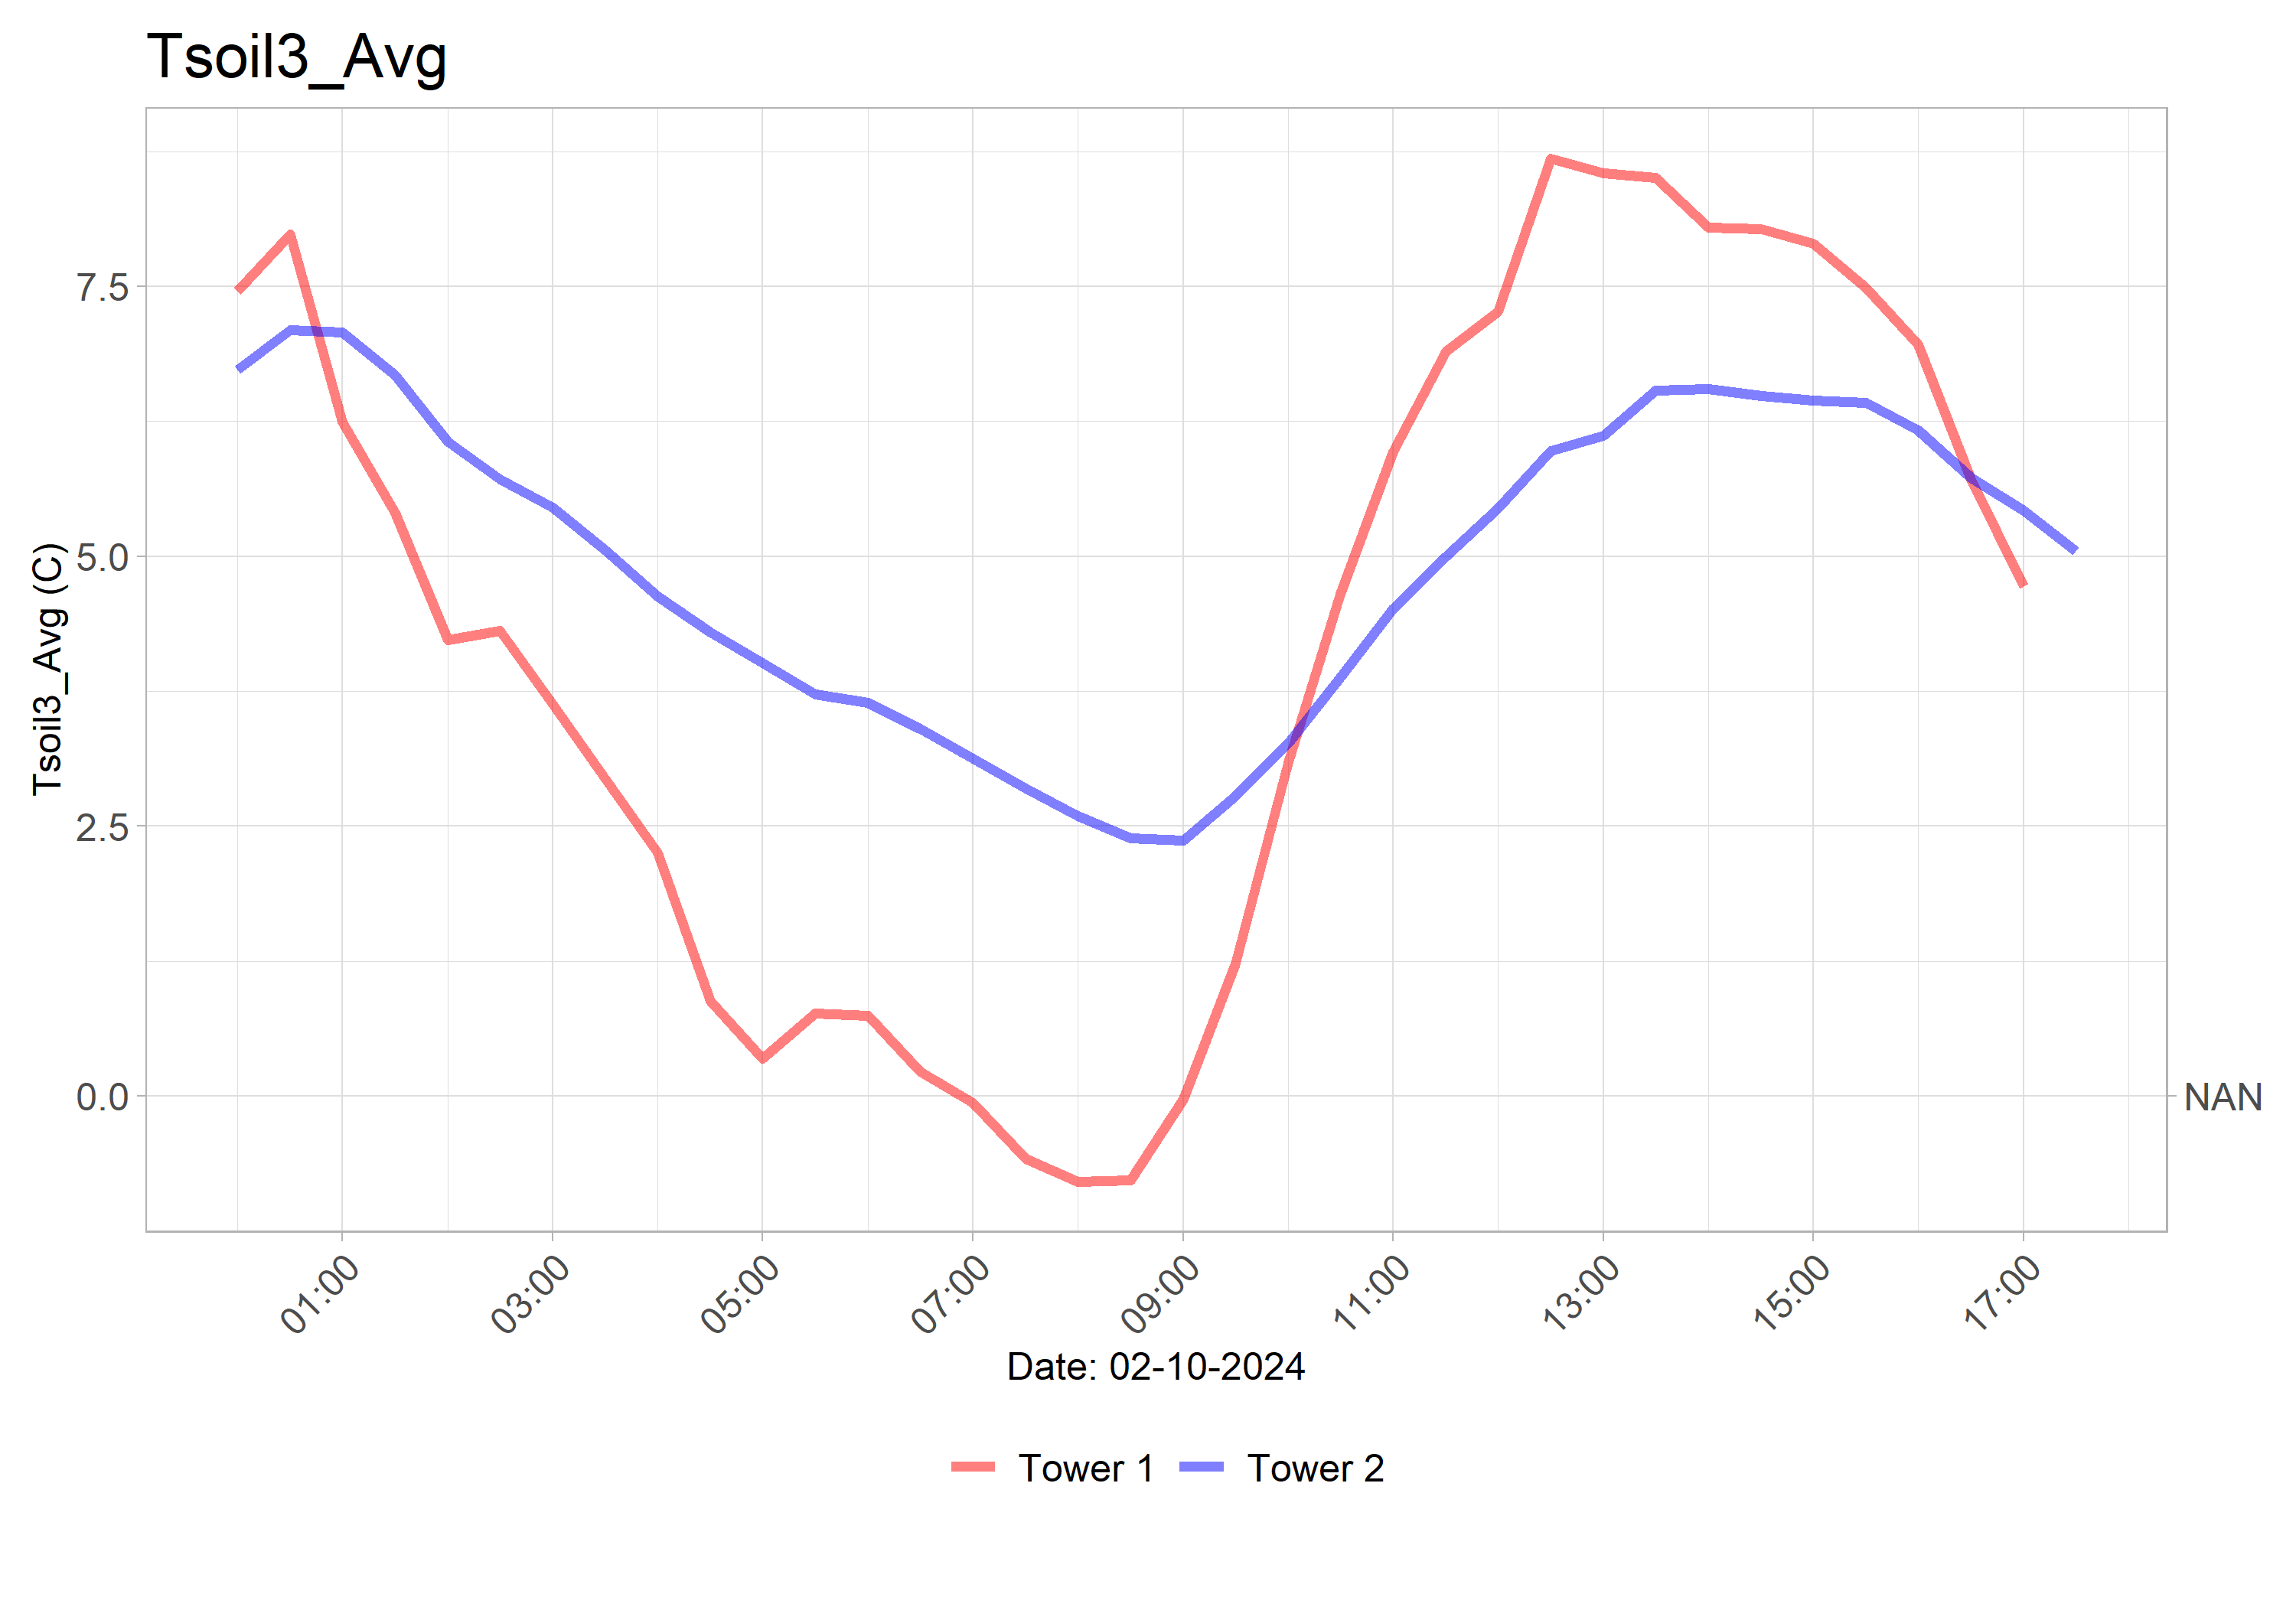 Tsoil3_Avg
Tsoil3_Avg (C)
7.5
5.0
2.5
0.0
NAN
01:00 03:00 05:00 07:00 09:00 11:00 13:00 15:00 17:00
Date: 02-10-2024
Tower 1 Tower 2